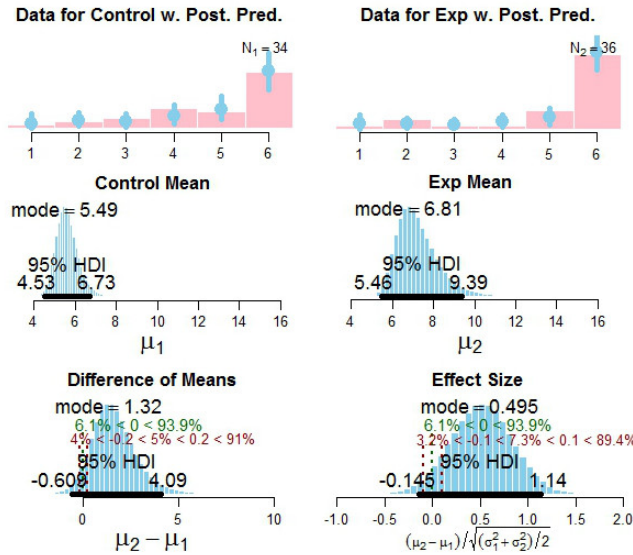 Data for Control w. Post. Pred.
N₁ = 34
1 2 3 4 5 6
Data for Exp w. Post. Pred.
N₂ = 36
1 2 3 4 5 6
Control Mean
mode = 5.49
95% HDI
4.53 6.73
4 6 8 10 12 14 16
μ₁
Exp Mean
mode = 6.81
95% HDI
5.46 9.39
4 6 8 10 12 14 16
μ₂
Difference of Means
mode = 1.32
6.1% < 0 < 93.9%
4% < -0.2 < 5% < 0.2 < 91%
95% HDI
-0.609 4.09
0 5 10
μ₂ − μ₁
Effect Size
mode = 0.495
6.1% < 0 < 93.9%
3.2% < -0.1 < 7.3% < 0.1 < 89.4%
95% HDI
-0.145 1.14
-1.0 -0.5 0.0 0.5 1.0 1.5 2.0
(μ₂ − μ₁)/√(σ₁² + σ₂²)/2